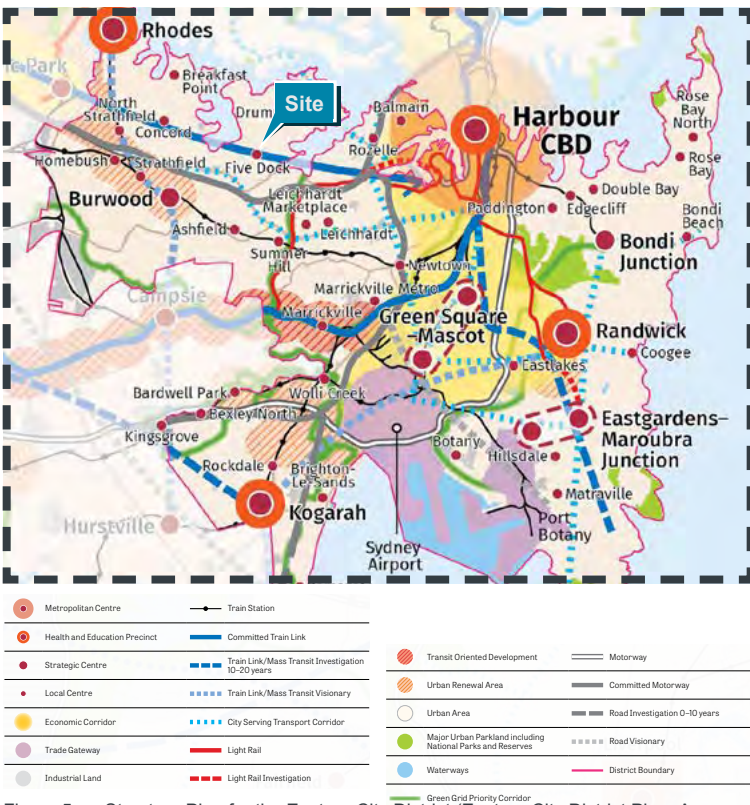 Rhodes
ic Park
Breakfast
Point
North
Strathfield
Concord
Drum
Site
Balmain
Harbour
CBD
Rose
Bay
North
Rose
Bay
Homebush
Strathfield
Five Dock
Rozelle
Burwood
Leichhardt
Marketplace
Leichhardt
Ashfield
Summer
Hill
Paddington
Edgecliff
Double Bay
Bondi
Beach
Bondi
Junction
Newtown
Campsie
Marrickville Metro
Marrickville
Green Square
–Mascot
Randwick
Coogee
Eastlakes
Bardwell Park
Wolli Creek
Bexley North
Kingsgrove
Rockdale
Brighton-
Le-Sands
Botany
Hillsdale
Eastgardens–
Maroubra
Junction
Kogarah
Matraville
Hurstville
Port
Botany
Sydney
Airport
Metropolitan Centre
Train Station
Health and Education Precinct
Committed Train Link
Strategic Centre
Train Link/Mass Transit Investigation
10–20 years
Local Centre
Train Link/Mass Transit Visionary
Economic Corridor
City Serving Transport Corridor
Trade Gateway
Light Rail
Industrial Land
Light Rail Investigation
Transit Oriented Development
Motorway
Urban Renewal Area
Committed Motorway
Urban Area
Road Investigation 0–10 years
Major Urban Parkland including
National Parks and Reserves
Road Visionary
Waterways
District Boundary
Green Grid Priority Corridor